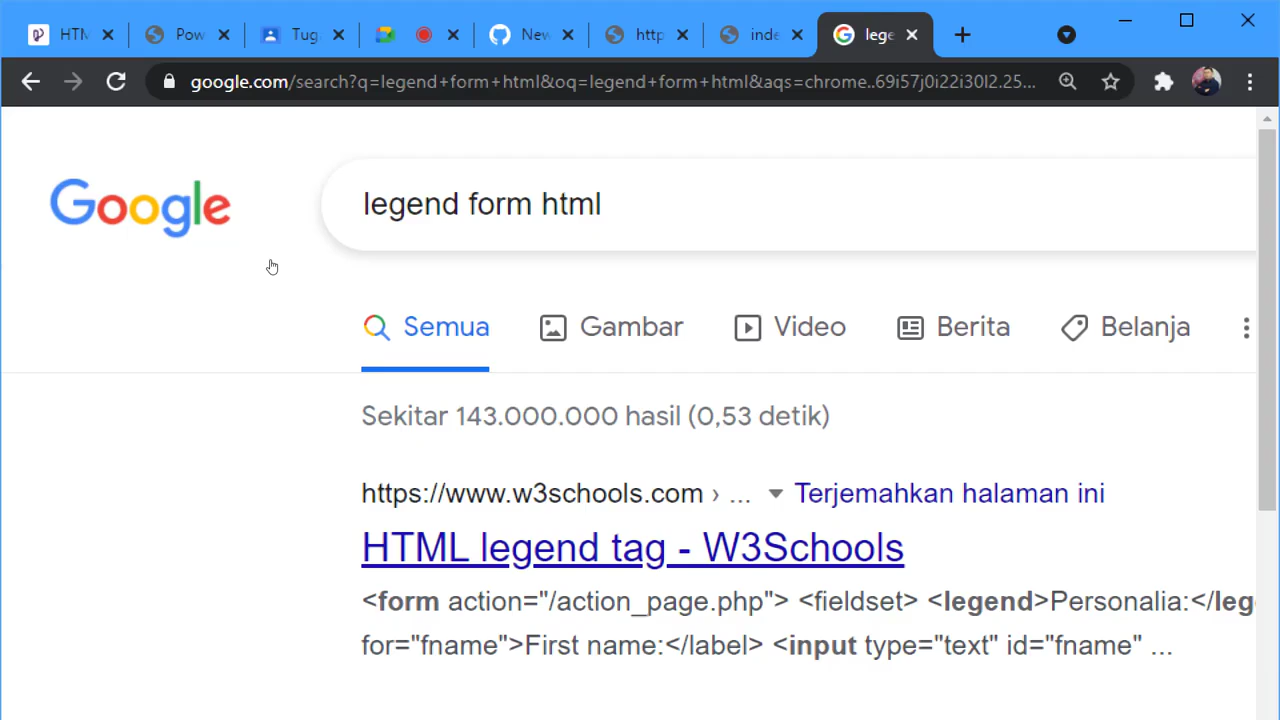 HTM
Pow
Tug
New
http
inde
lege
google.com/search?q=legend+form+html&oq=legend+form+html&aqs=chrome..69i57j0i22i30l2.25...
Google
legend form html
Semua
Gambar
Video
Berita
Belanja
Sekitar 143.000.000 hasil (0,53 detik)
https://www.w3schools.com › ... Terjemahkan halaman ini
HTML legend tag - W3Schools
<form action="/action_page.php"> <fieldset> <legend>Personalia:</leg
for="fname">First name:</label> <input type="text" id="fname" ...